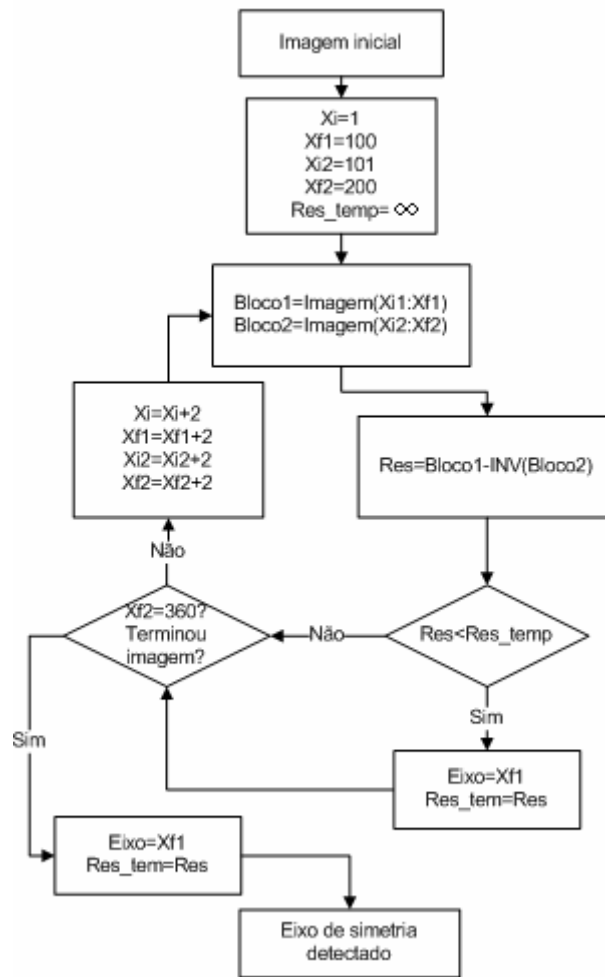 Imagem inicial
Xi=1
Xf1=100
Xi2=101
Xf2=200
Res_temp= ∞
Bloco1=Imagem(Xi1:Xf1)
Bloco2=Imagem(Xi2:Xf2)
Xi=Xi+2
Xf1=Xf1+2
Xi2=Xi2+2
Xf2=Xf2+2
Res=Bloco1-INV(Bloco2)
Não
Xf2=360?
Terminou
imagem?
Não
Res<Res_temp
Sim
Sim
Eixo=Xf1
Res_tem=Res
Eixo=Xf1
Res_tem=Res
Eixo de simetria
detectado